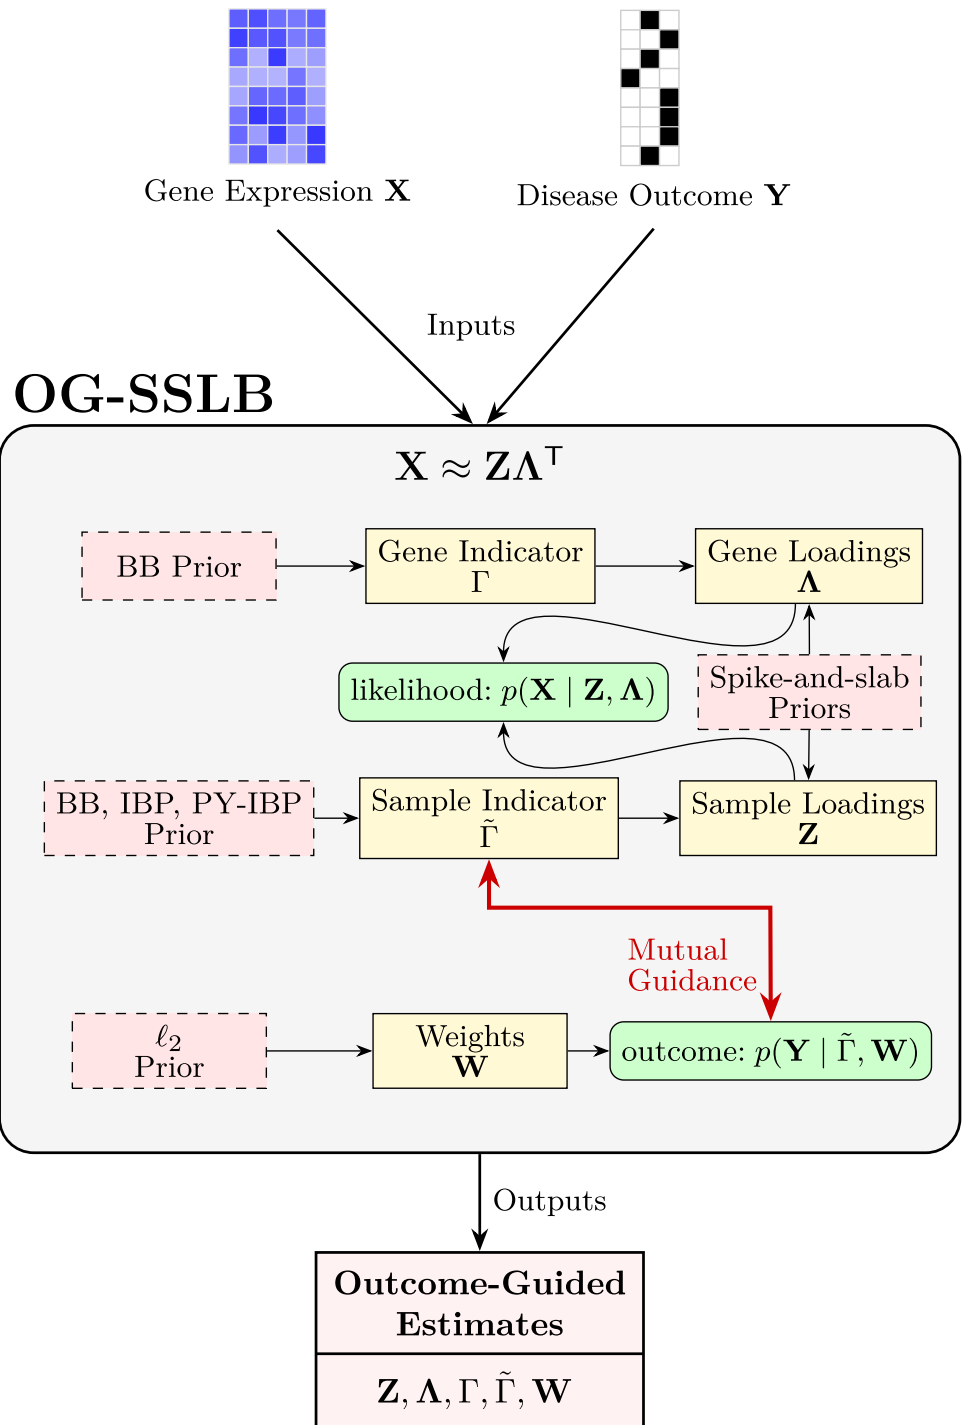 Gene Expression X
Disease Outcome Y
Inputs
OG-SSLB
X ≈ ZΛ⊤
BB Prior
Gene Indicator
Γ
Gene Loadings
Λ
likelihood: p(X | Z, Λ)
Spike-and-slab
Priors
BB, IBP, PY-IBP
Prior
Sample Indicator
Γ̃
Sample Loadings
Z
Mutual
Guidance
ℓ₂
Prior
Weights
W
outcome: p(Y | Γ̃, W)
Outputs
Outcome-Guided
Estimates
Z, Λ, Γ, Γ̃, W